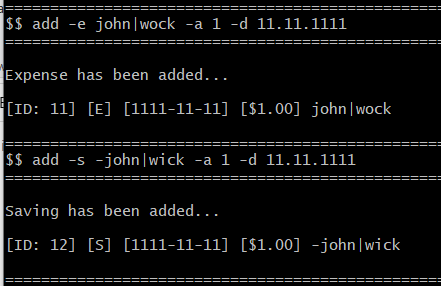 ==================================================
$$ add -e john|wock -a 1 -d 11.11.1111
==================================================
Expense has been added...
[ID: 11] [E] [1111-11-11] [$1.00] john|wock
==================================================
$$ add -s -john|wick -a 1 -d 11.11.1111
==================================================
Saving has been added...
[ID: 12] [S] [1111-11-11] [$1.00] -john|wick
==================================================